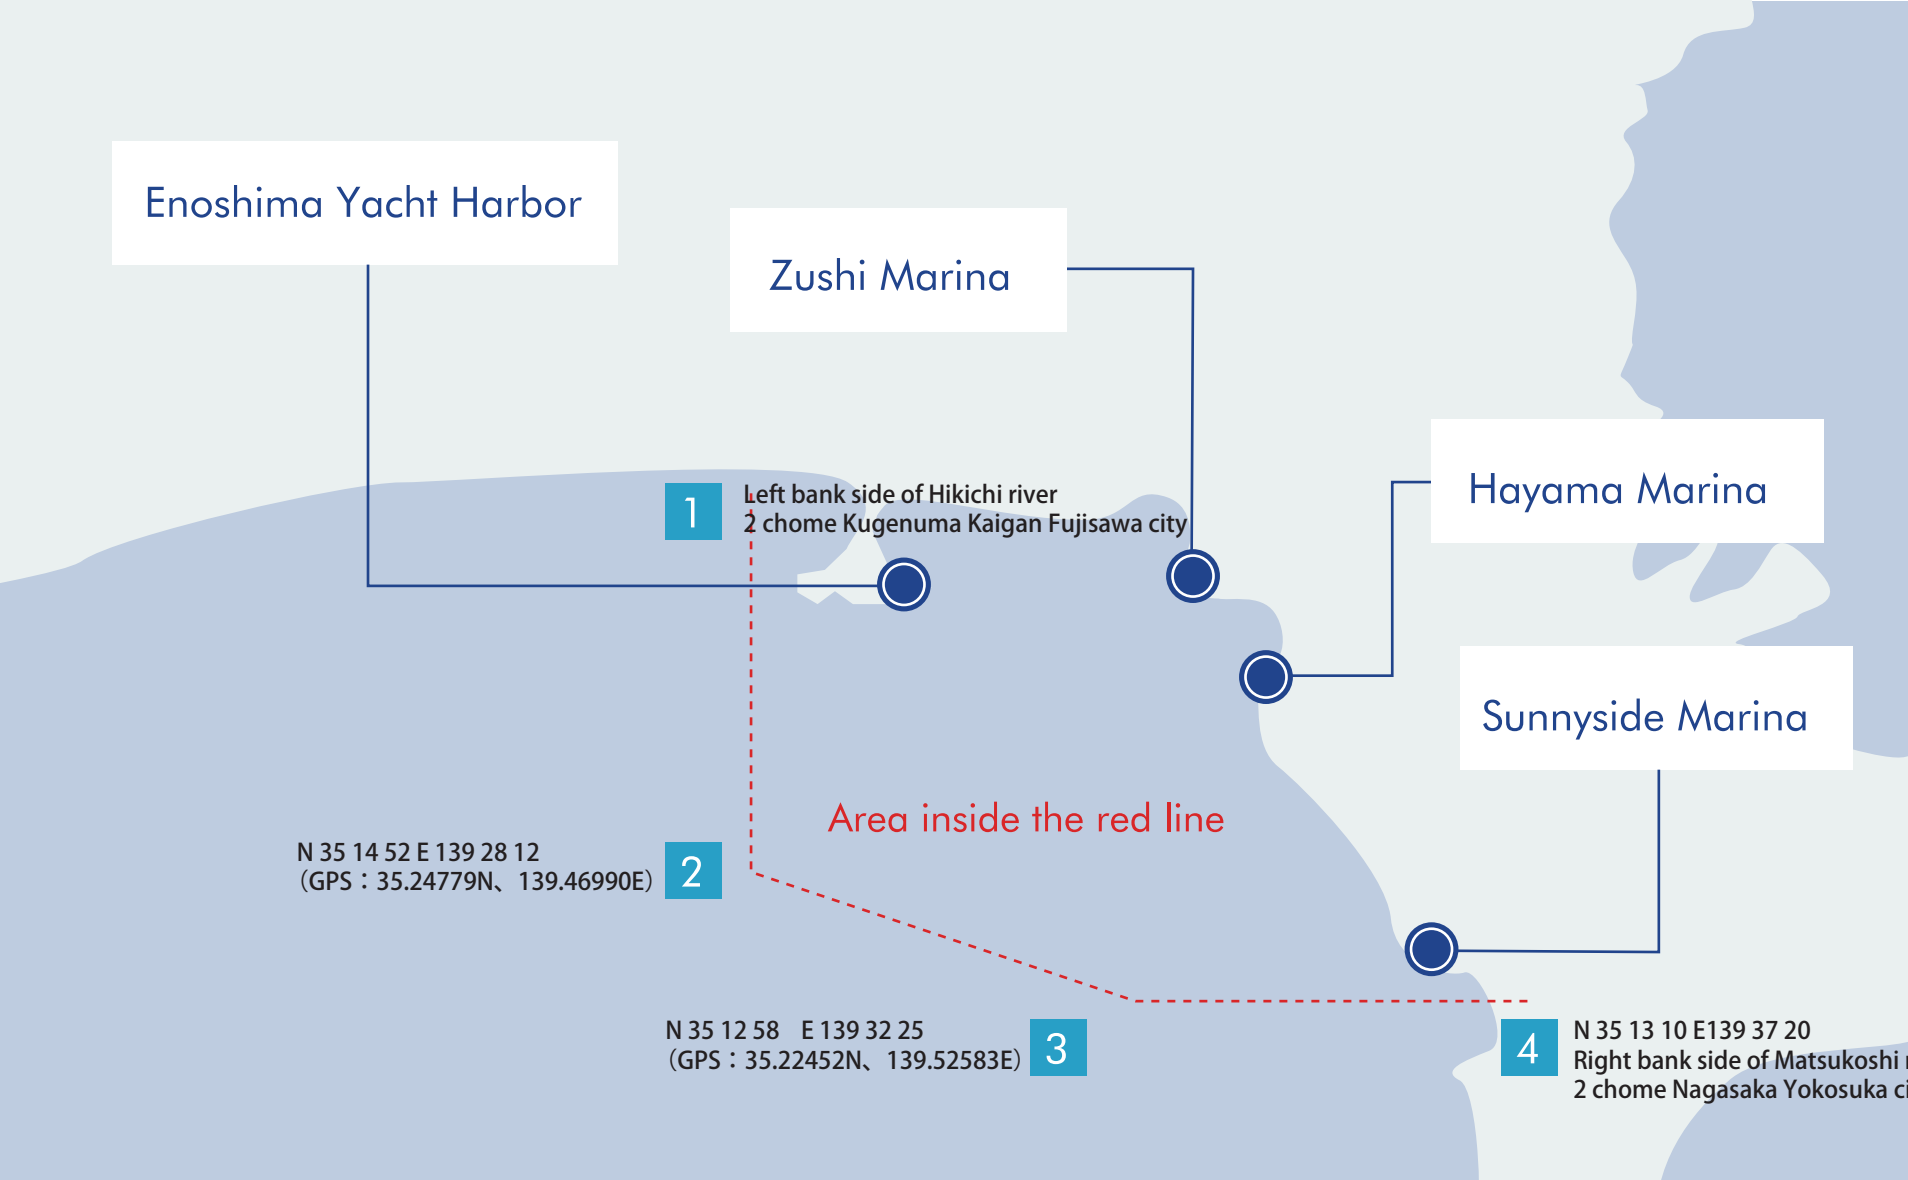 Enoshima Yacht Harbor
Zushi Marina
Hayama Marina
Sunnyside Marina
1
Left bank side of Hikichi river
2 chome Kugenuma Kaigan Fujisawa city
Area inside the red line
N 35 14 52 E 139 28 12
（GPS：35.24779N、139.46990E）
2
N 35 12 58 E 139 32 25
（GPS：35.22452N、139.52583E）
3
4
N 35 13 10 E139 37 20
Right bank side of Matsukoshi
2 chome Nagasaka Yokosuka